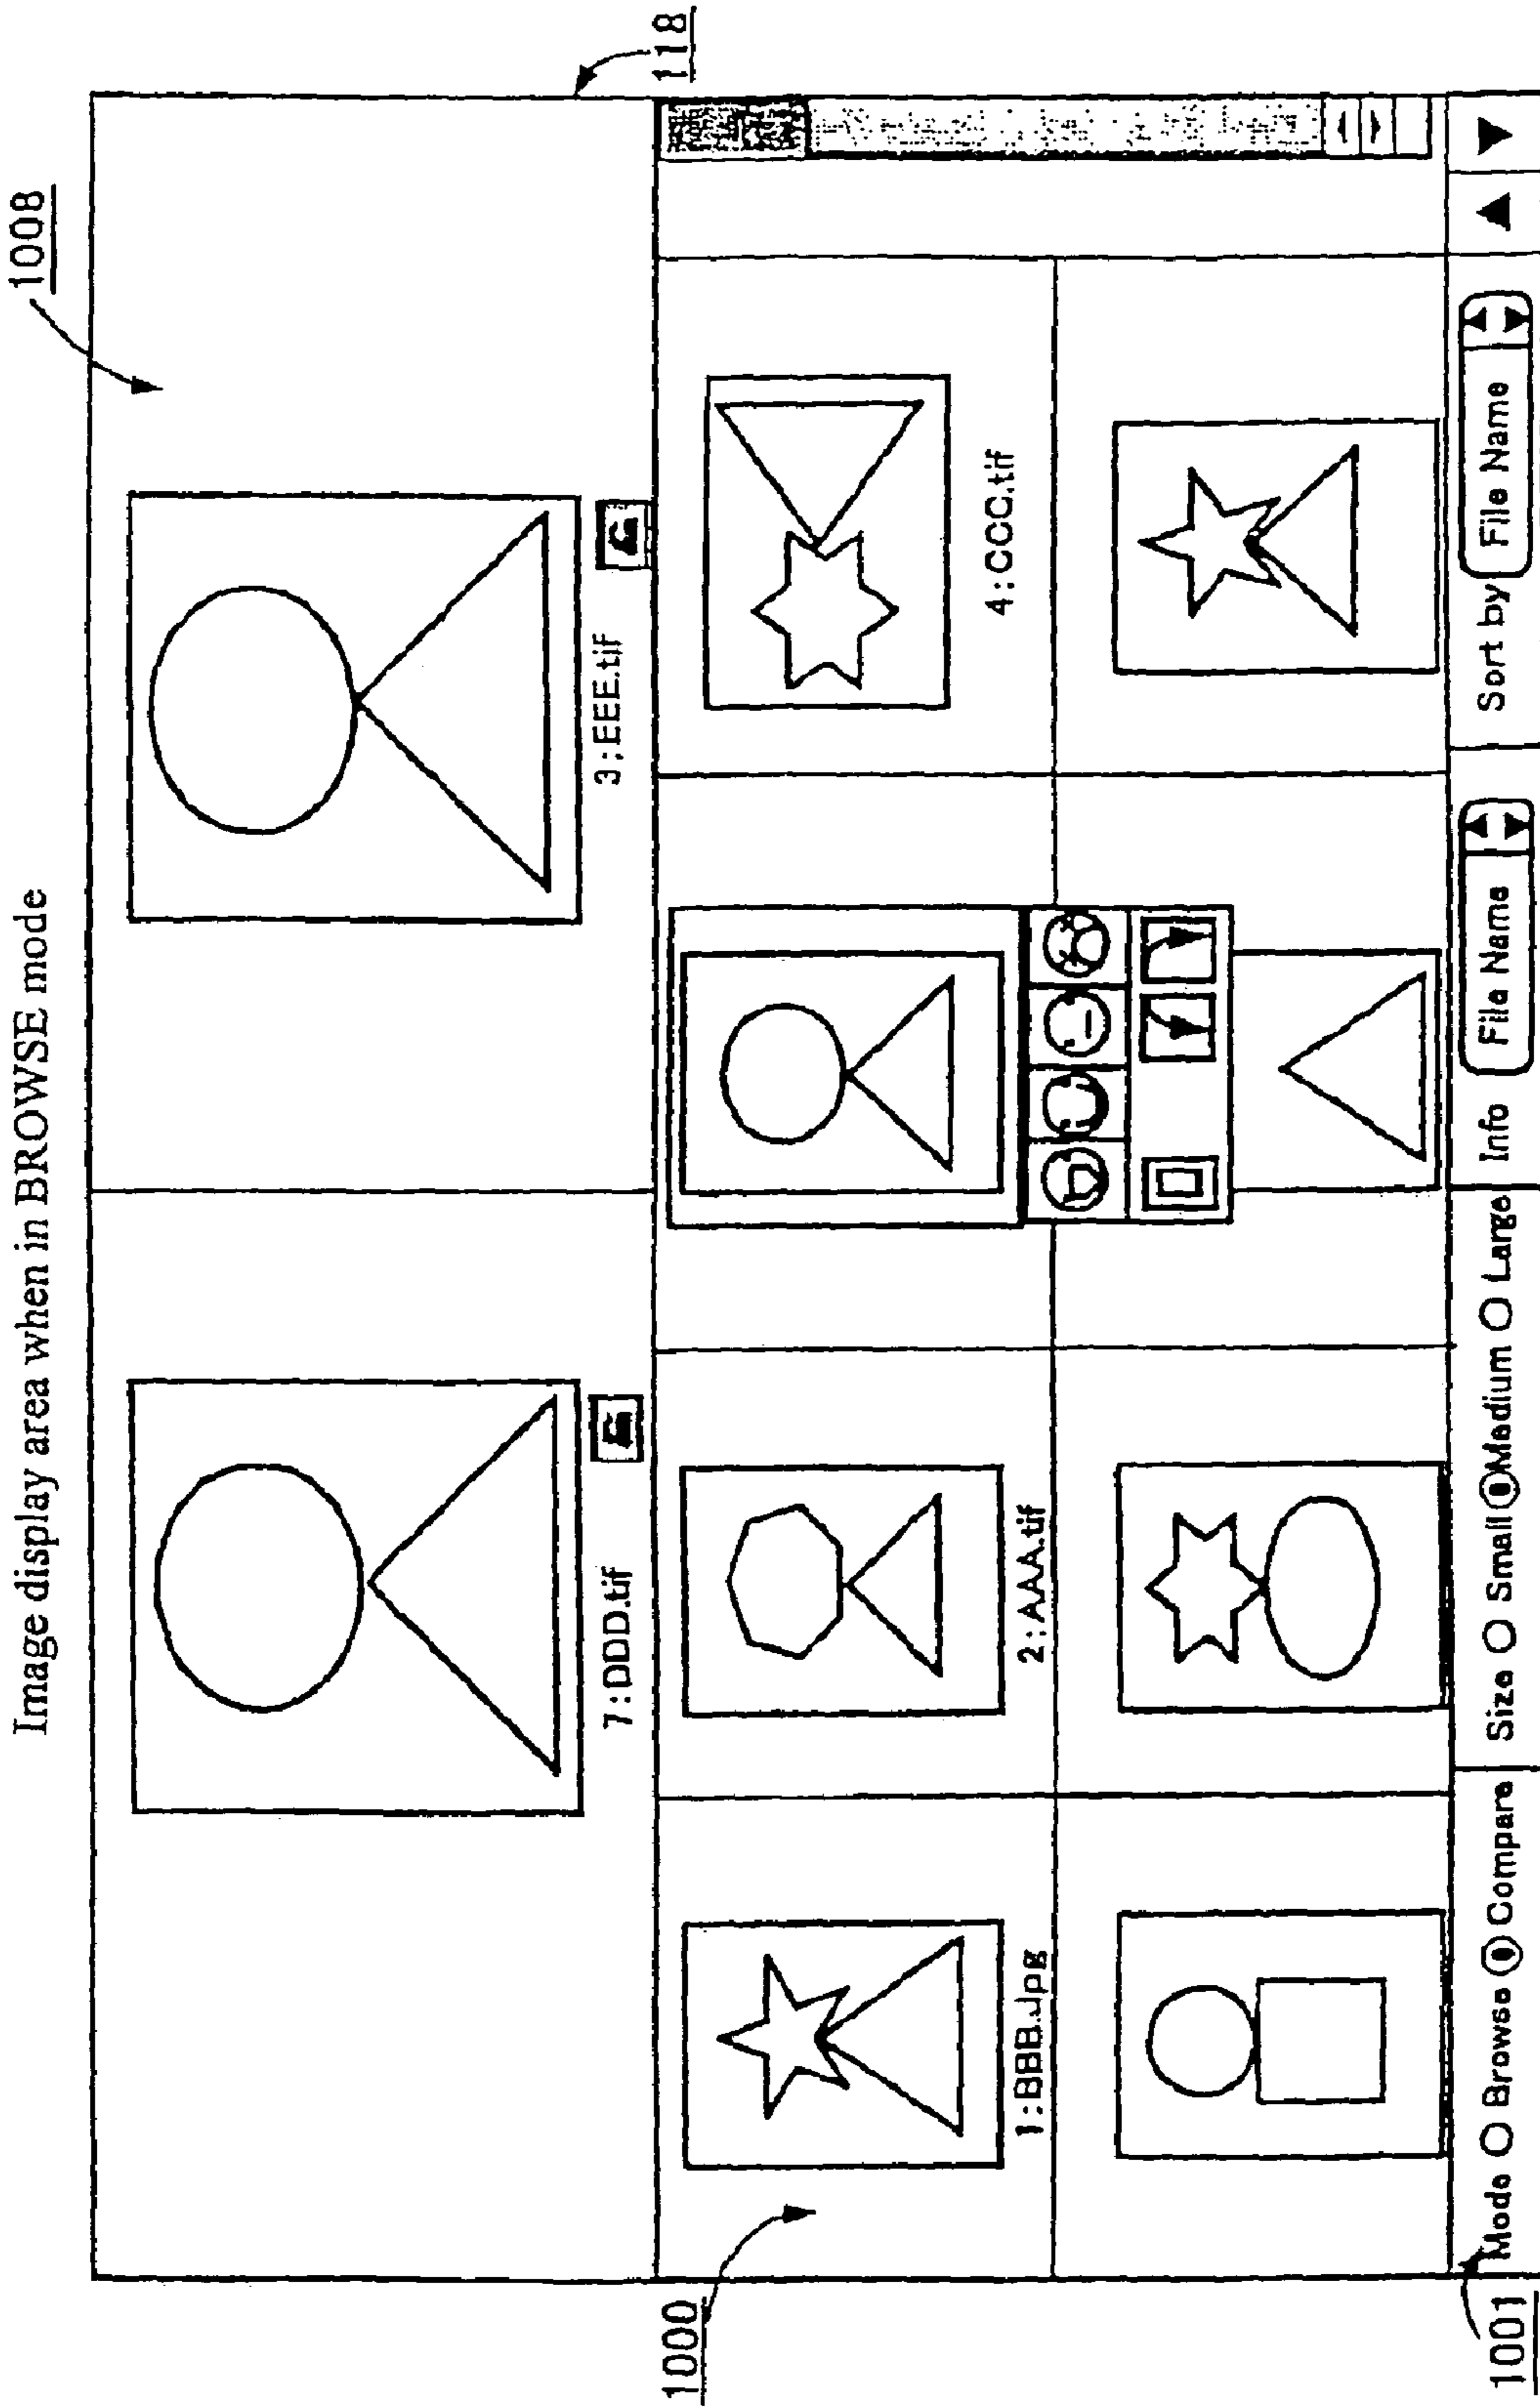 Image display area when in BROWSE mode
1008
118
7:DDD.tif
3:EEE.tif
1000
1:BBB.Jpg
2:AAA.tif
4:CCC.tif
1001
Mode Browse Compare Size Small Medium Large Info File Name Sort by File Name